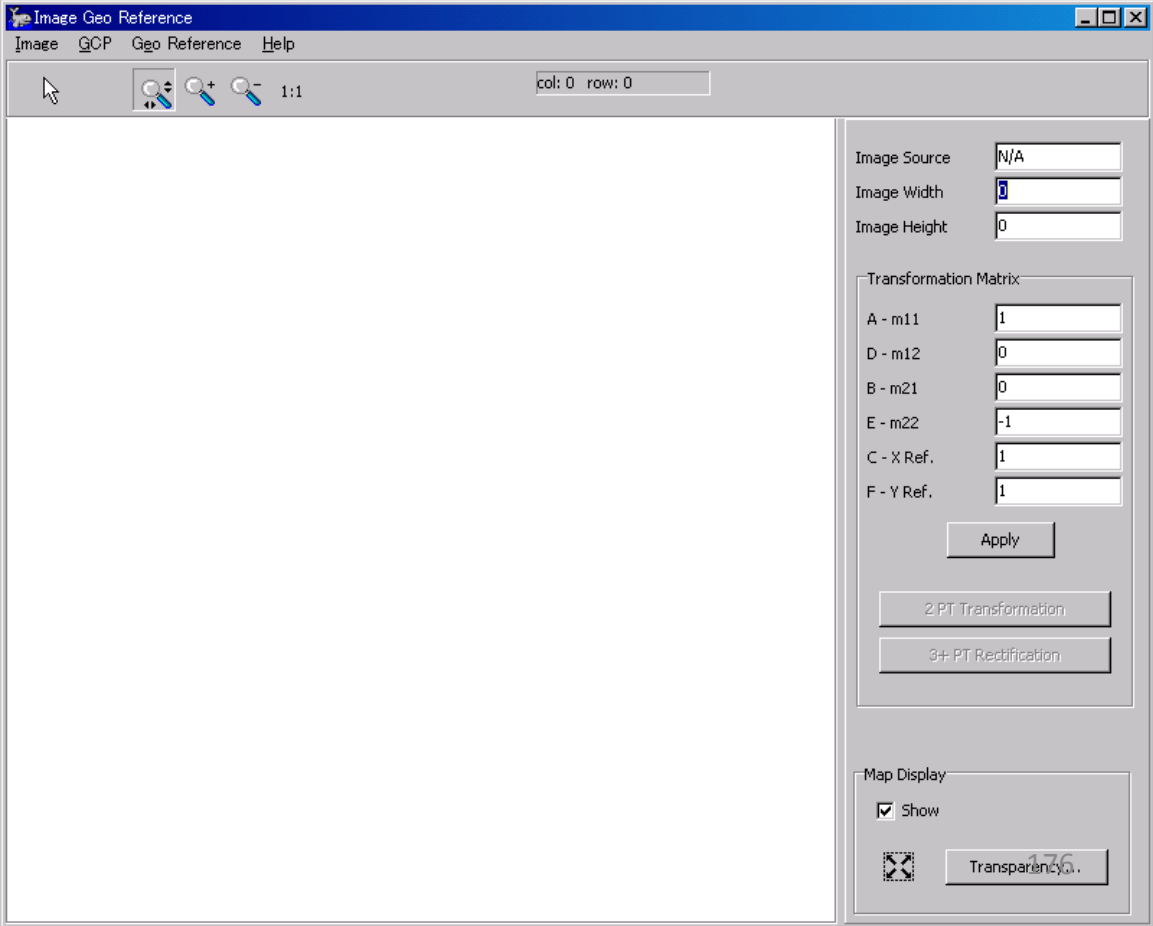 Image Geo Reference
Image GCP Geo Reference Help
1:1
col: 0 row: 0
Image Source N/A
Image Width 0
Image Height 0
Transformation Matrix
A - m11 1
D - m12 0
B - m21 0
E - m22 -1
C - X Ref. 1
F - Y Ref. 1
Apply
2 PT Transformation
3+ PT Rectification
Map Display
Show
Transparency...
176